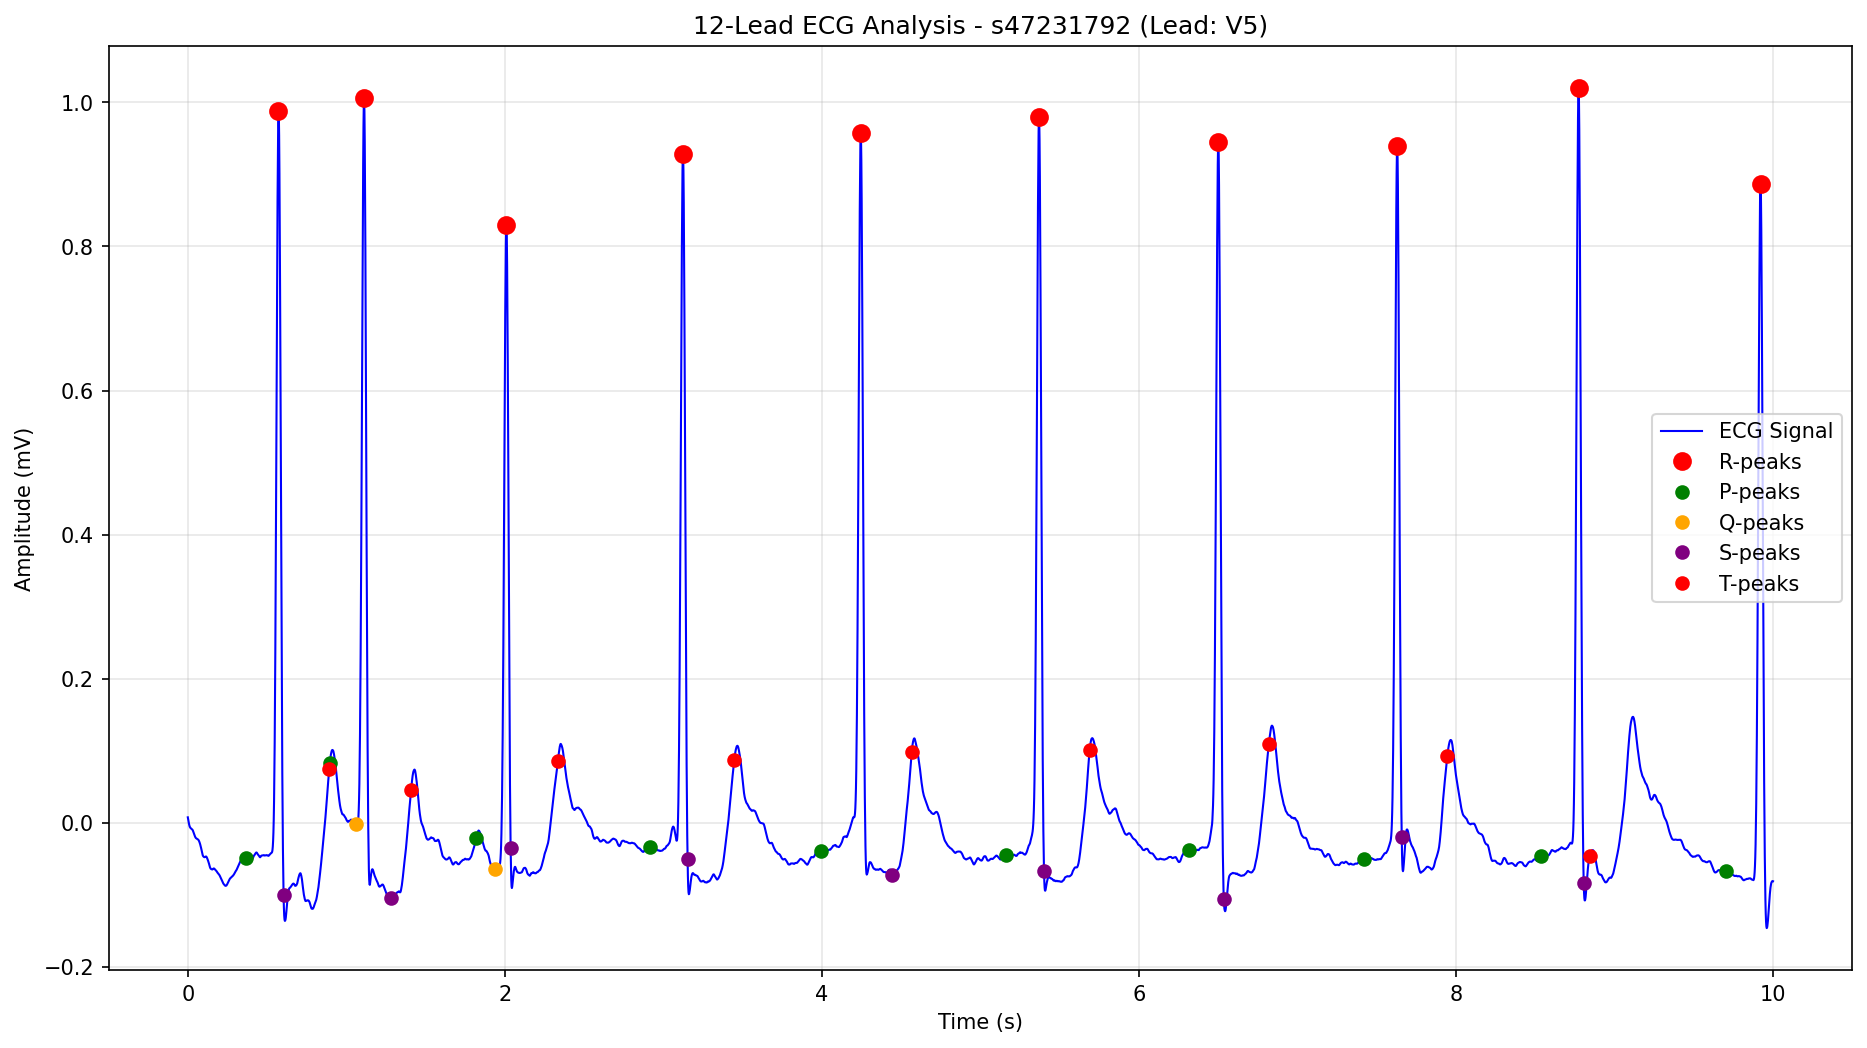 12-Lead ECG Analysis - s47231792 (Lead: V5)
Amplitude (mV)
1.0
0.8
0.6
0.4
0.2
0.0
−0.2
ECG Signal
R-peaks
P-peaks
Q-peaks
S-peaks
T-peaks
0 2 4 6 8 10
Time (s)